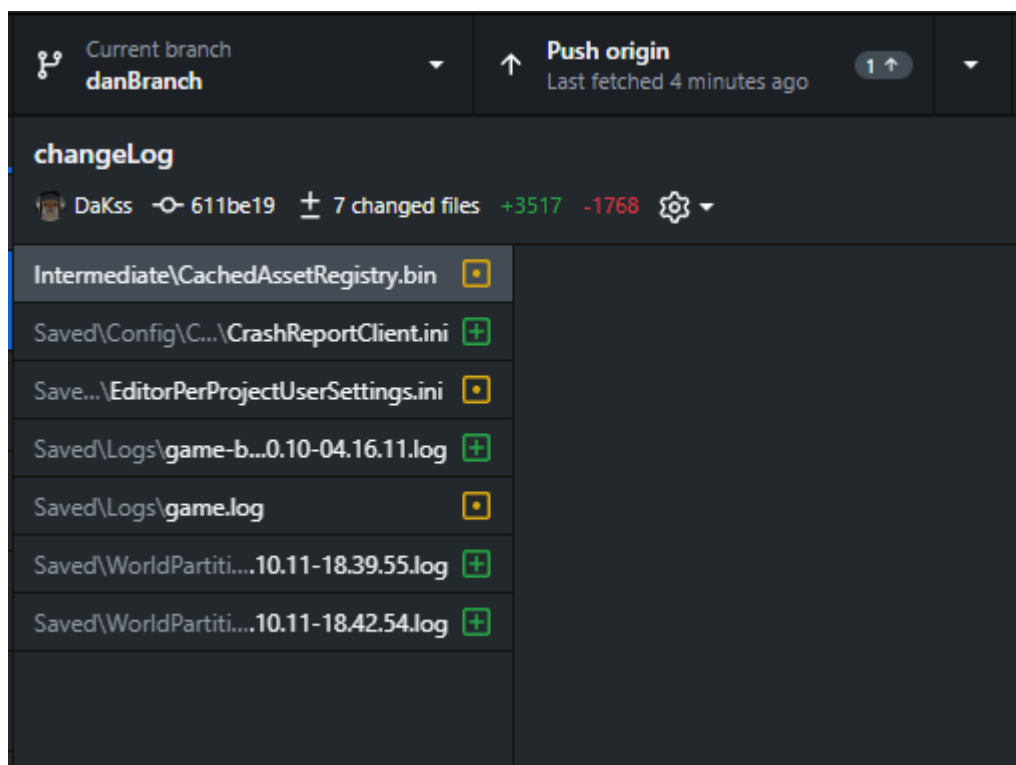 Current branch
danBranch
Push origin
Last fetched 4 minutes ago
1
changeLog
DaKss 611be19 7 changed files +3517 -1768
Intermediate\CachedAssetRegistry.bin
Saved\Config\C...\CrashReportClient.ini
Save...\EditorPerProjectUserSettings.ini
Saved\Logs\game-b...0.10-04.16.11.log
Saved\Logs\game.log
Saved\WorldPartiti....10.11-18.39.55.log
Saved\WorldPartiti....10.11-18.42.54.log